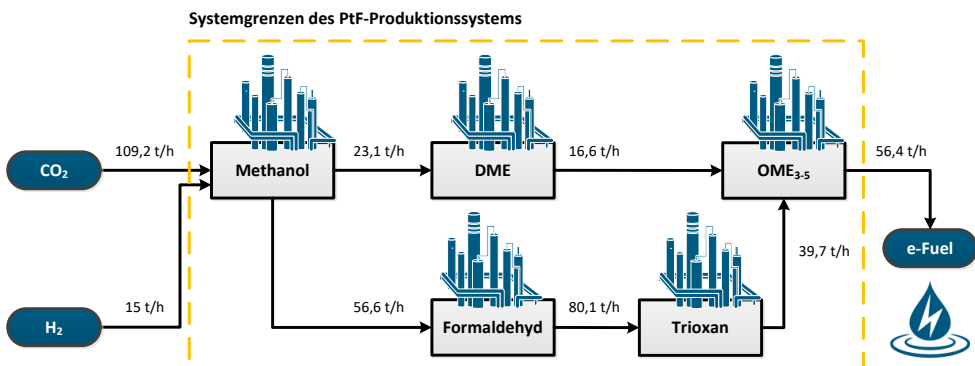 Systemgrenzen des PtF-Produktionssystems
109,2 t/h
23,1 t/h
16,6 t/h
56,4 t/h
CO₂
Methanol
DME
OME₃₋₅
39,7 t/h
e-Fuel
15 t/h
56,6 t/h
80,1 t/h
H₂
Formaldehyd
Trioxan